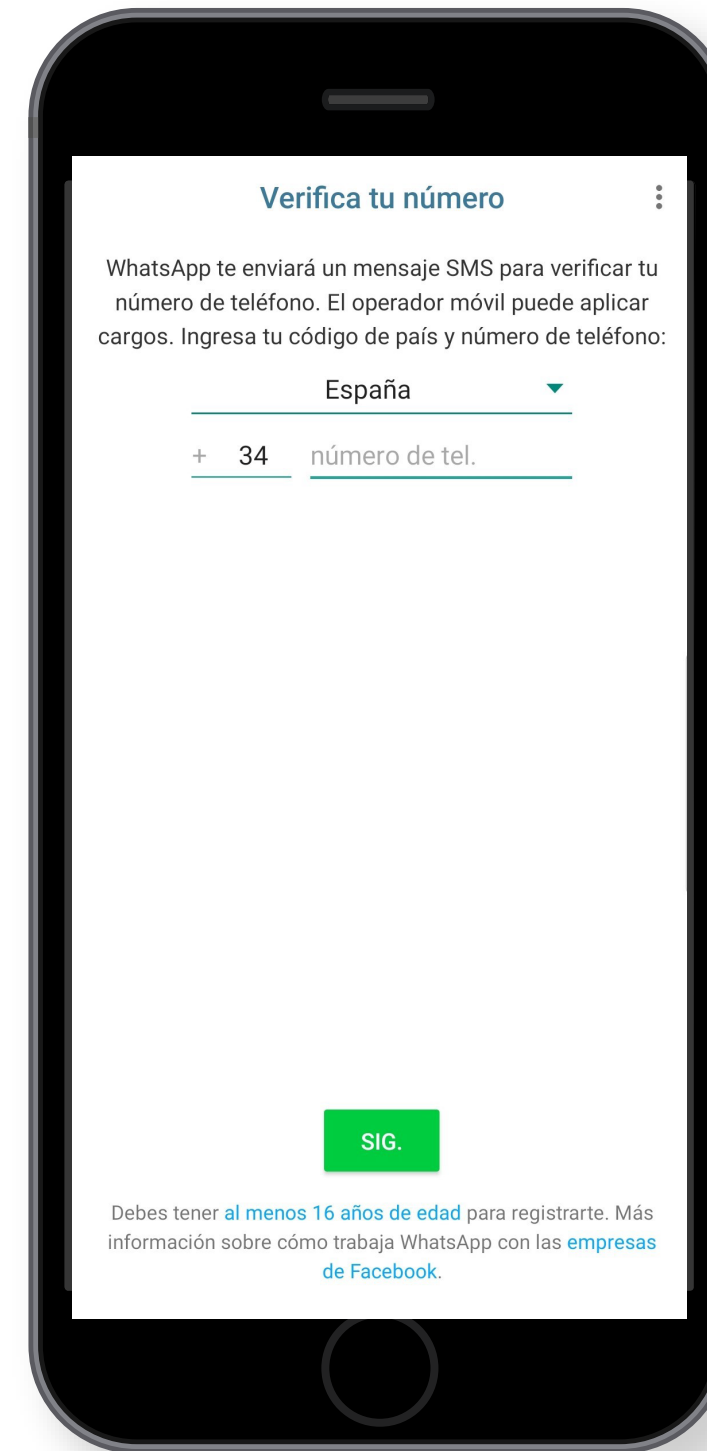 Verifica tu número
WhatsApp te enviará un mensaje SMS para verificar tu
número de teléfono. El operador móvil puede aplicar
cargos. Ingresa tu código de país y número de teléfono:
España
+ 34 número de tel.
SIG.
Debes tener al menos 16 años de edad para registrarte. Más
información sobre cómo trabaja WhatsApp con las empresas
de Facebook.